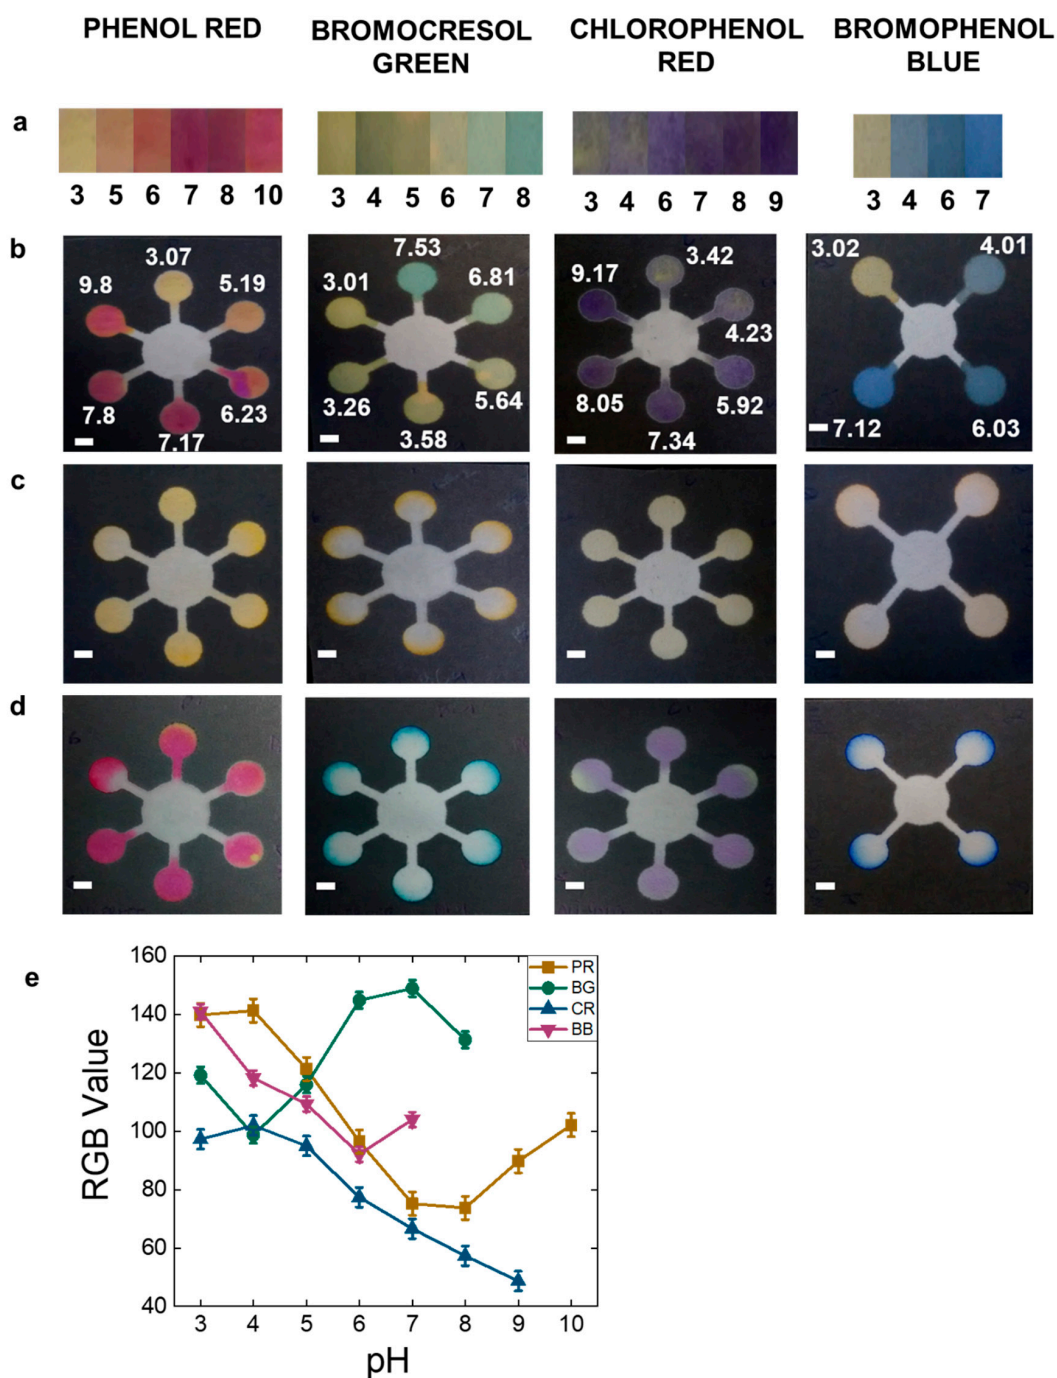 PHENOL RED
BROMOCRESOL
GREEN
CHLOROPHENOL
RED
BROMOPHENOL
BLUE
a
3 5 6 7 8 10
3 4 5 6 7 8
3 4 6 7 8 9
3 4 6 7
b
3.07
9.8
5.19
7.8
6.23
7.17
7.53
3.01
6.81
3.26
5.64
3.58
3.42
9.17
4.23
8.05
5.92
7.34
3.02
4.01
7.12
6.03
c
d
e
160
140
120
100
80
60
40
RGB Value
PR
BG
CR
BB
3 4 5 6 7 8 9 10
pH